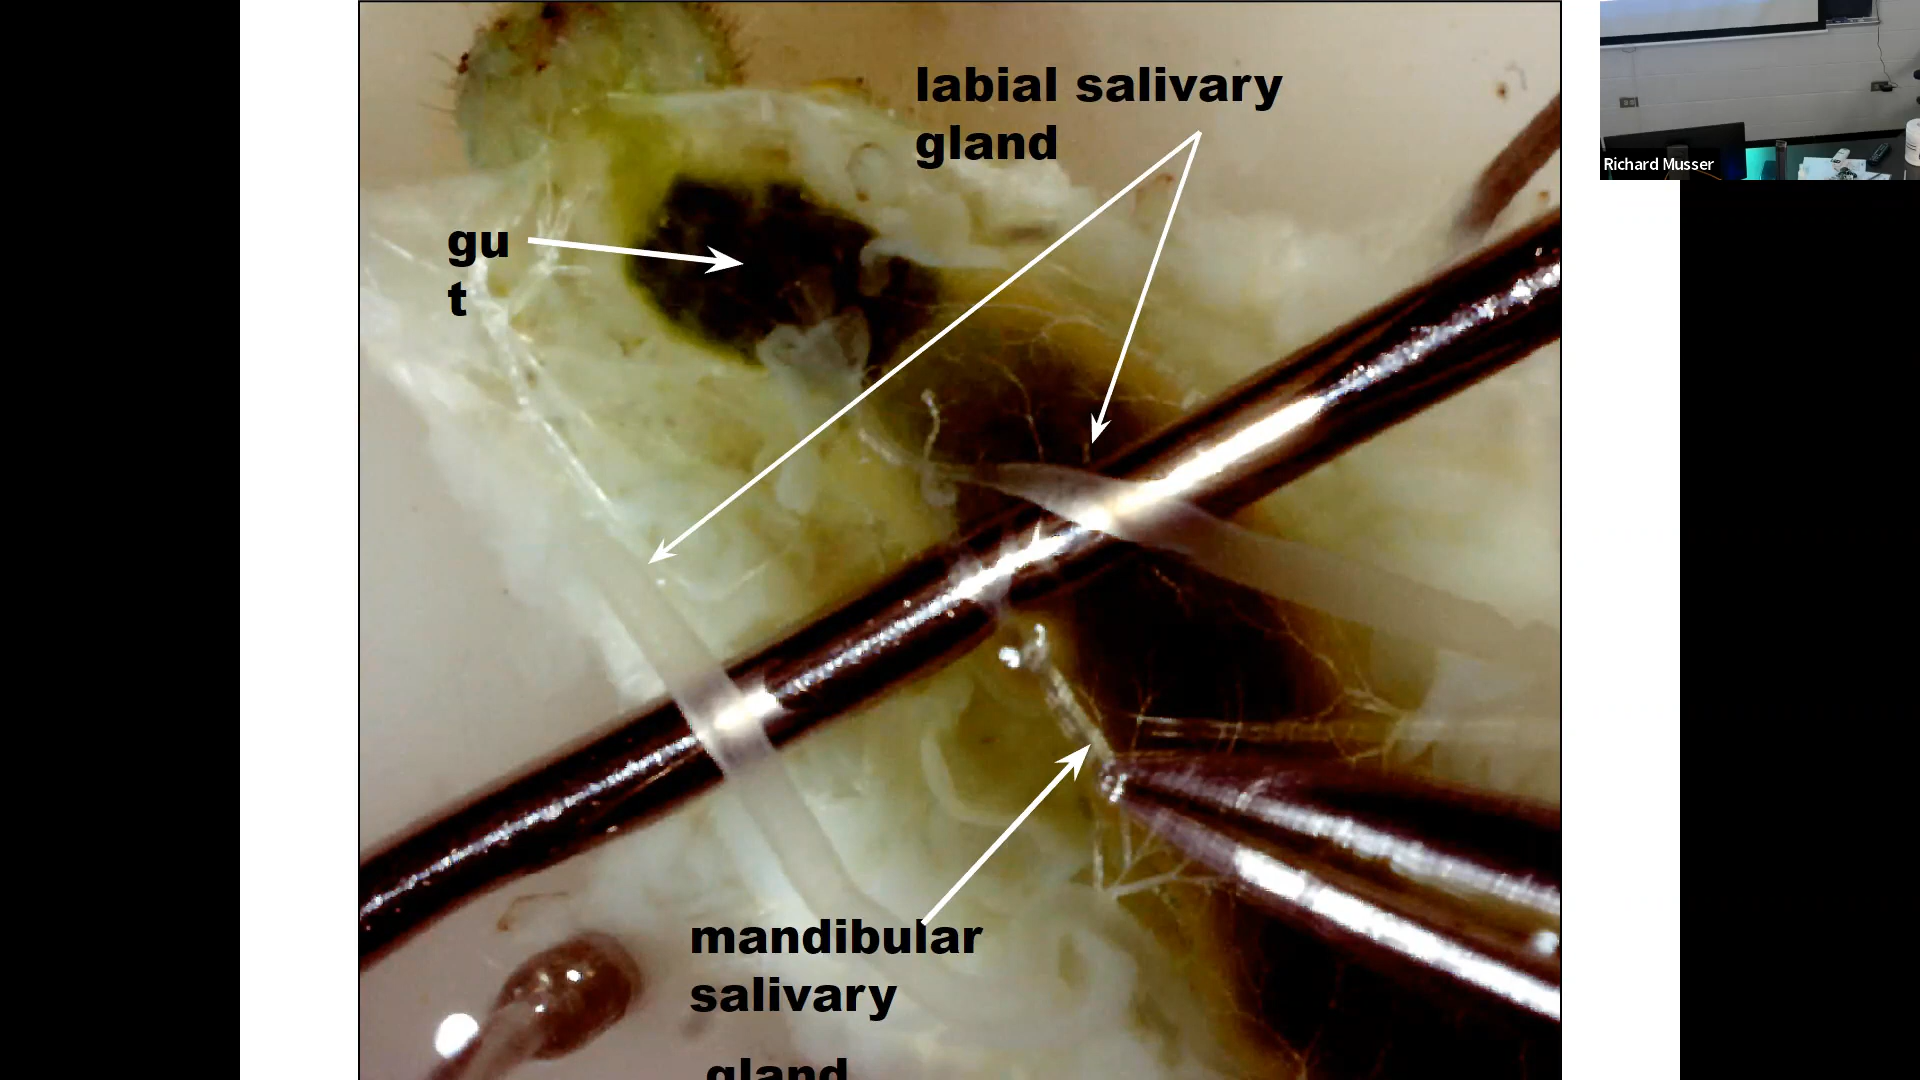 labial salivary
gland
gu
t
mandibular
salivary
gland
Richard Musser